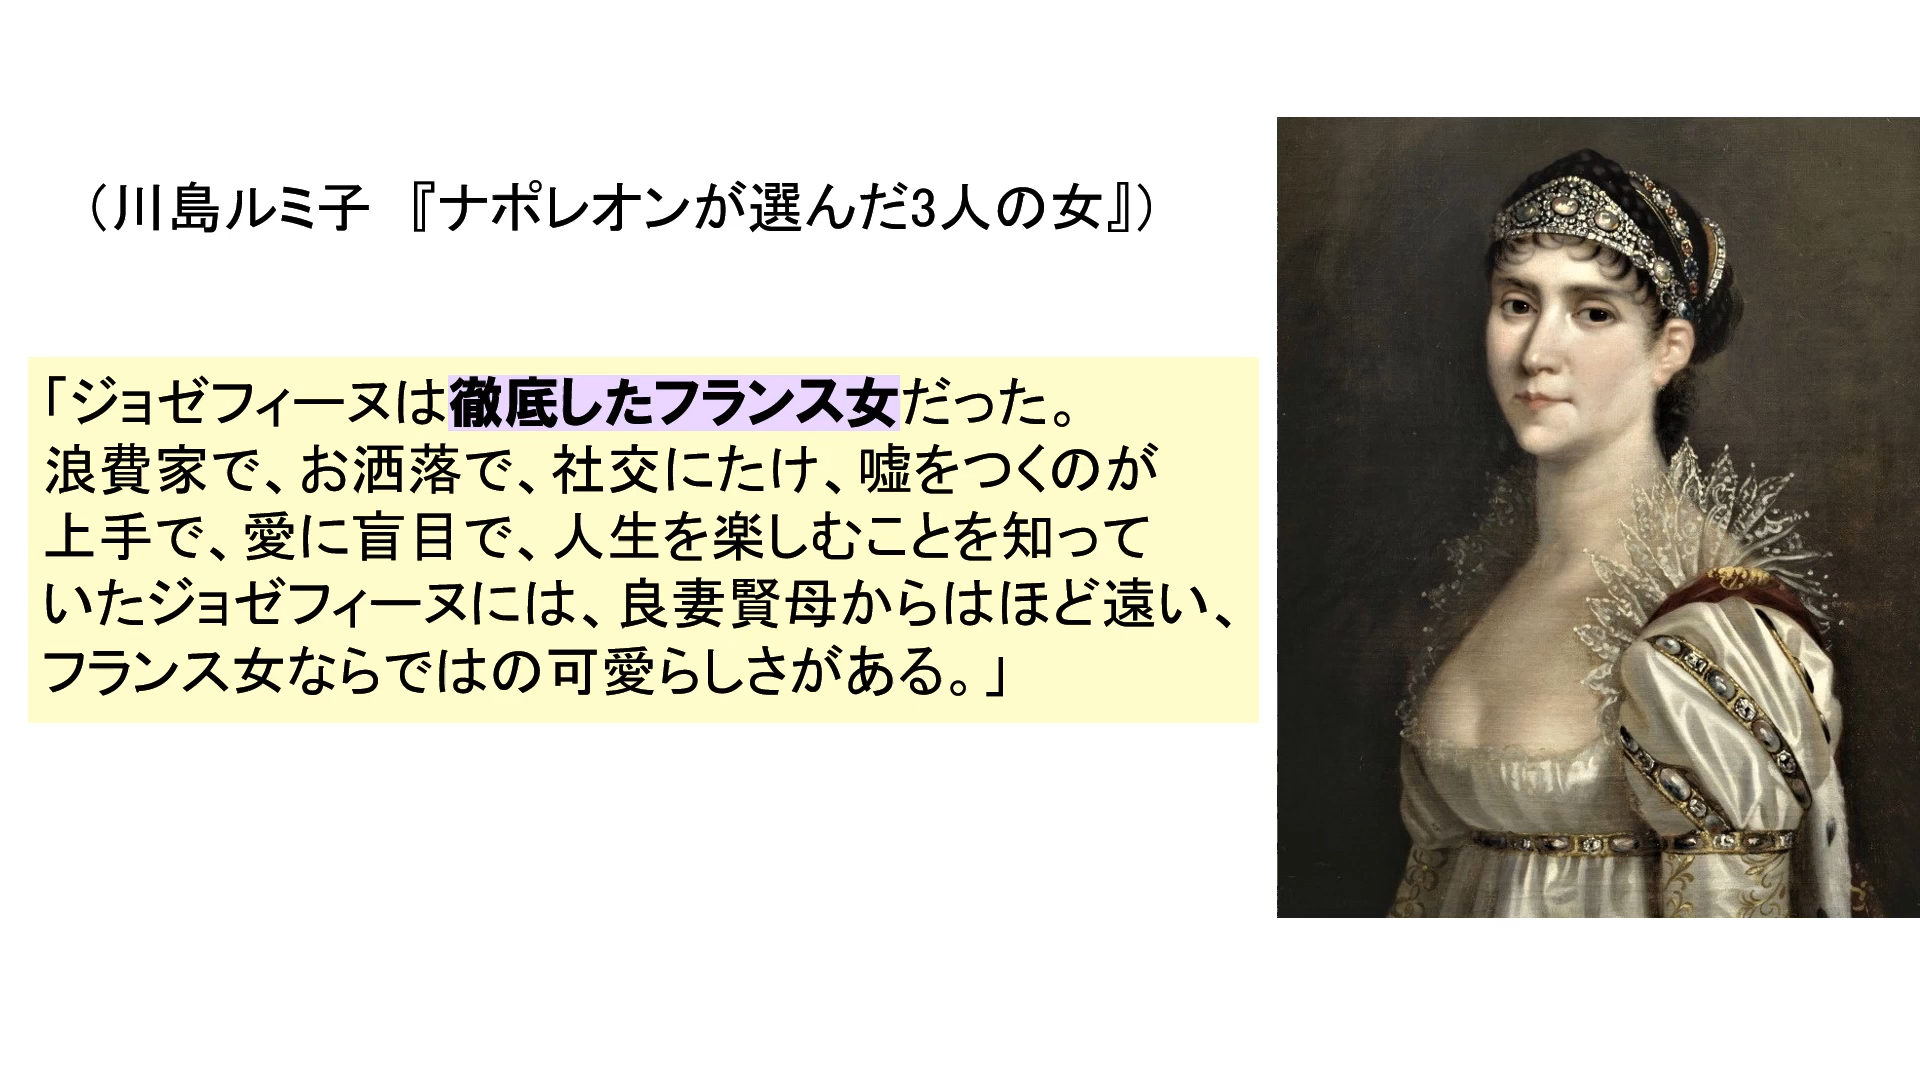 （川島ルミ子　『ナポレオンが選んだ3人の女』）
「ジョゼフィーヌは徹底したフランス女だった。
浪費家で、お洒落で、社交にたけ、嘘をつくのが
上手で、愛に盲目で、人生を楽しむことを知って
いたジョゼフィーヌには、良妻賢母からはほど遠い、
フランス女ならではの可愛らしさがある。」